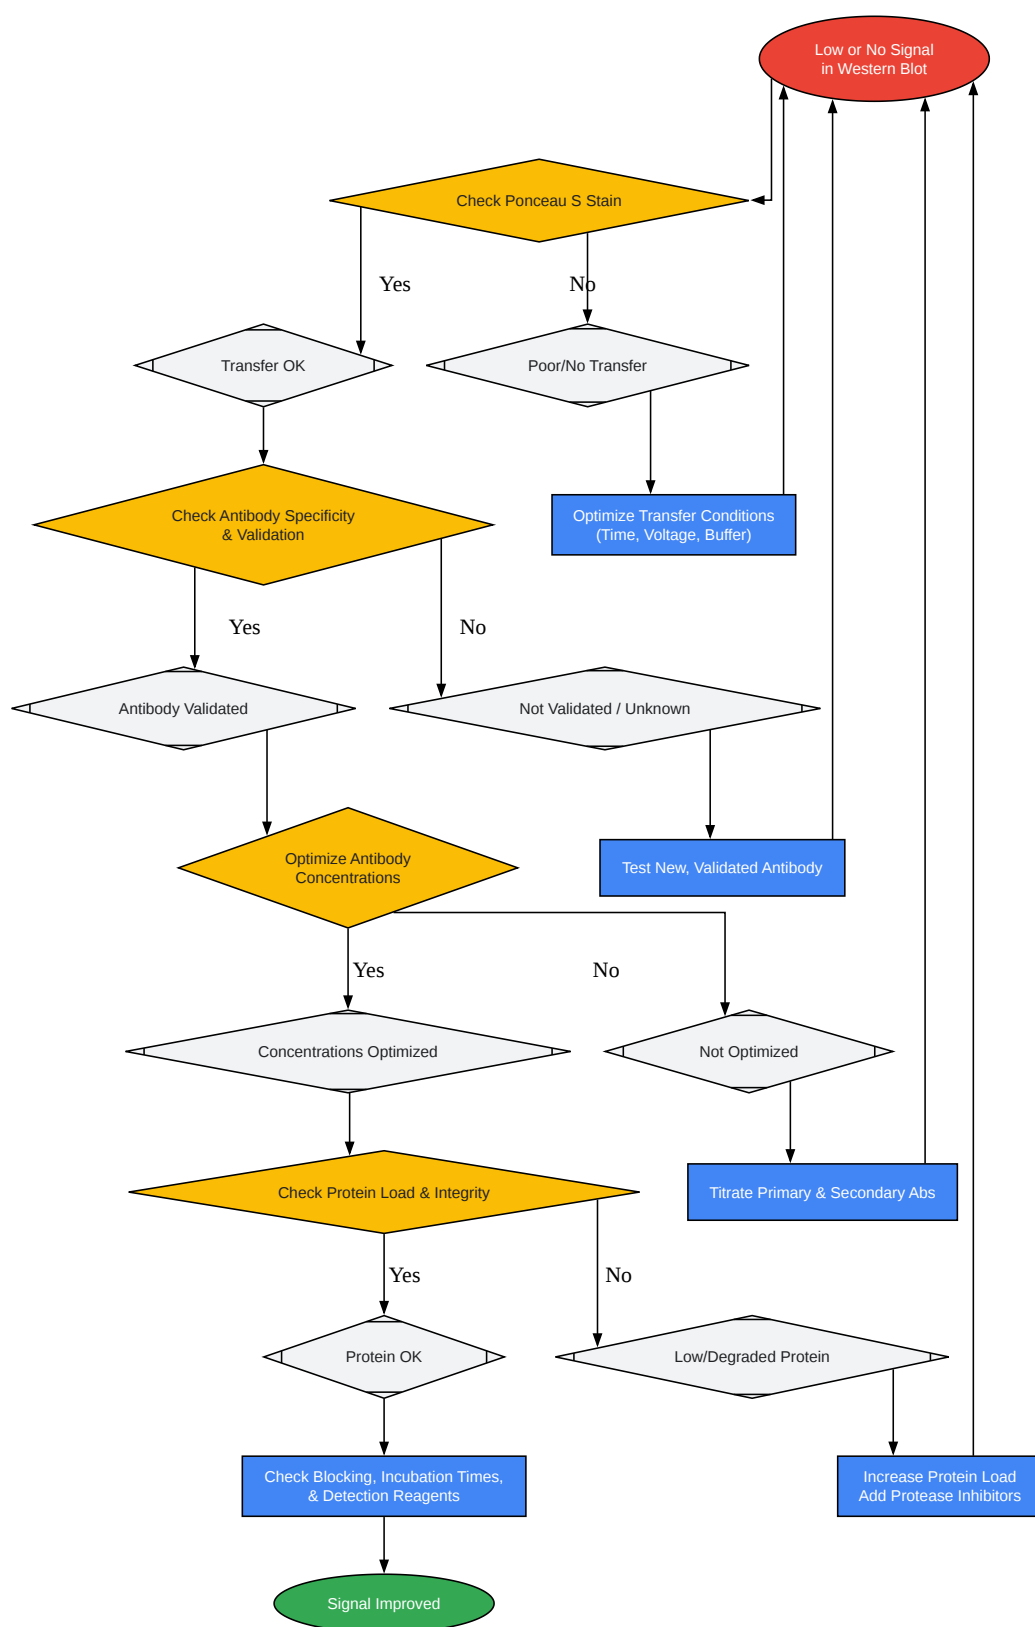 Low or No Signal
in Western Blot
Check Ponceau S Stain
Yes
No
Transfer OK
Poor/No Transfer
Check Antibody Specificity
& Validation
Optimize Transfer Conditions
(Time, Voltage, Buffer)
Yes
No
Antibody Validated
Not Validated / Unknown
Optimize Antibody
Concentrations
Test New, Validated Antibody
Yes
No
Concentrations Optimized
Not Optimized
Check Protein Load & Integrity
Titrate Primary & Secondary Abs
Yes
No
Protein OK
Low/Degraded Protein
Check Blocking, Incubation Times,
& Detection Reagents
Increase Protein Load
Add Protease Inhibitors
Signal Improved